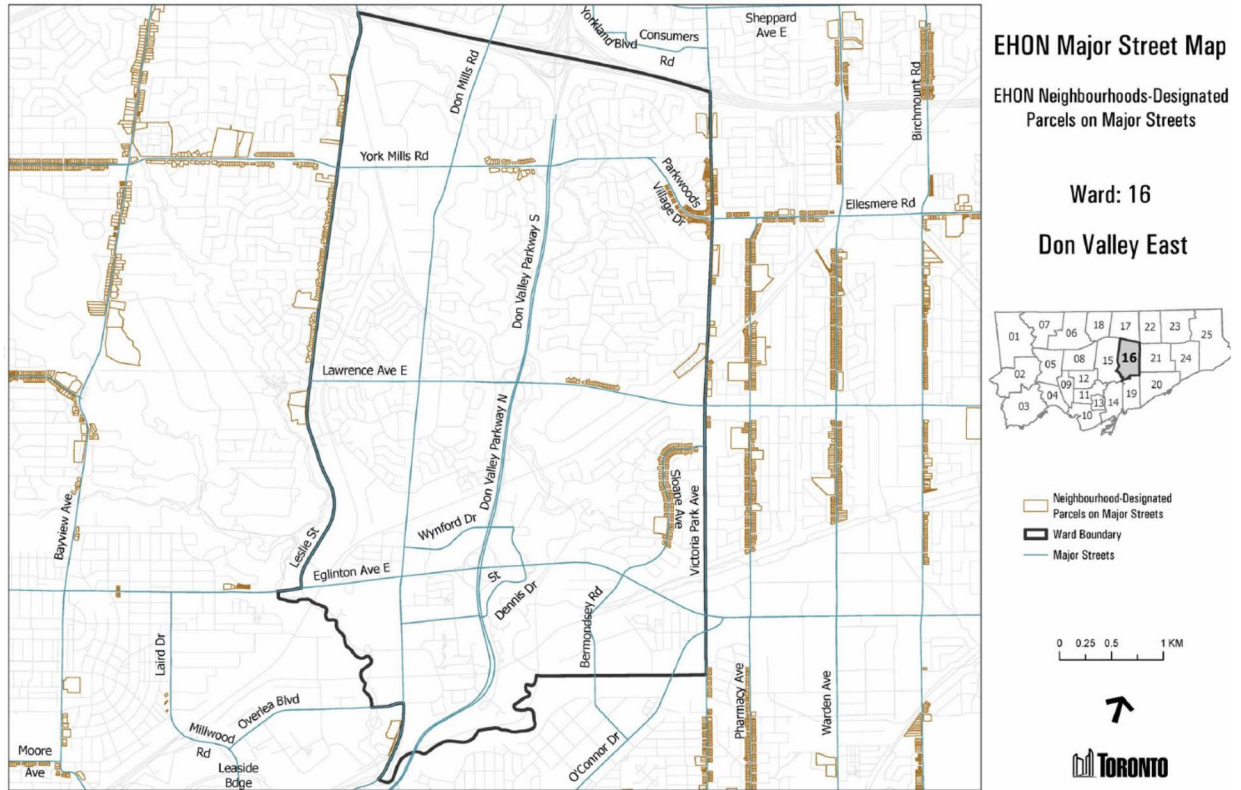 Yorkland
Blvd
Consumers
Rd
Sheppard
Ave E
Don Mills Rd
Birchmount Rd
York Mills Rd
Parkwoods
Village Dr
Ellesmere Rd
Don Valley Parkway S
Lawrence Ave E
Don Valley Parkway N
Sloane Ave
Victoria Park Ave
Bayview Ave
Leslie St
Wynford Dr
Eglinton Ave E
St
Dennis Dr
Bermondsey Rd
Laird Dr
Overlea Blvd
Millwood
Rd
Pharmacy Ave
Warden Ave
O'Connor Dr
Moore
Ave
Leaside
Bdge
EHON Major Street Map
EHON Neighbourhoods-Designated
Parcels on Major Streets
Ward: 16
Don Valley East
01
07
06
18
17
22
23
25
02
05
08
15
16
21
24
03
04
09
12
11
13
10
14
19
20
Neighbourhood-Designated
Parcels on Major Streets
Ward Boundary
Major Streets
0 0.25 0.5 1 KM
TORONTO